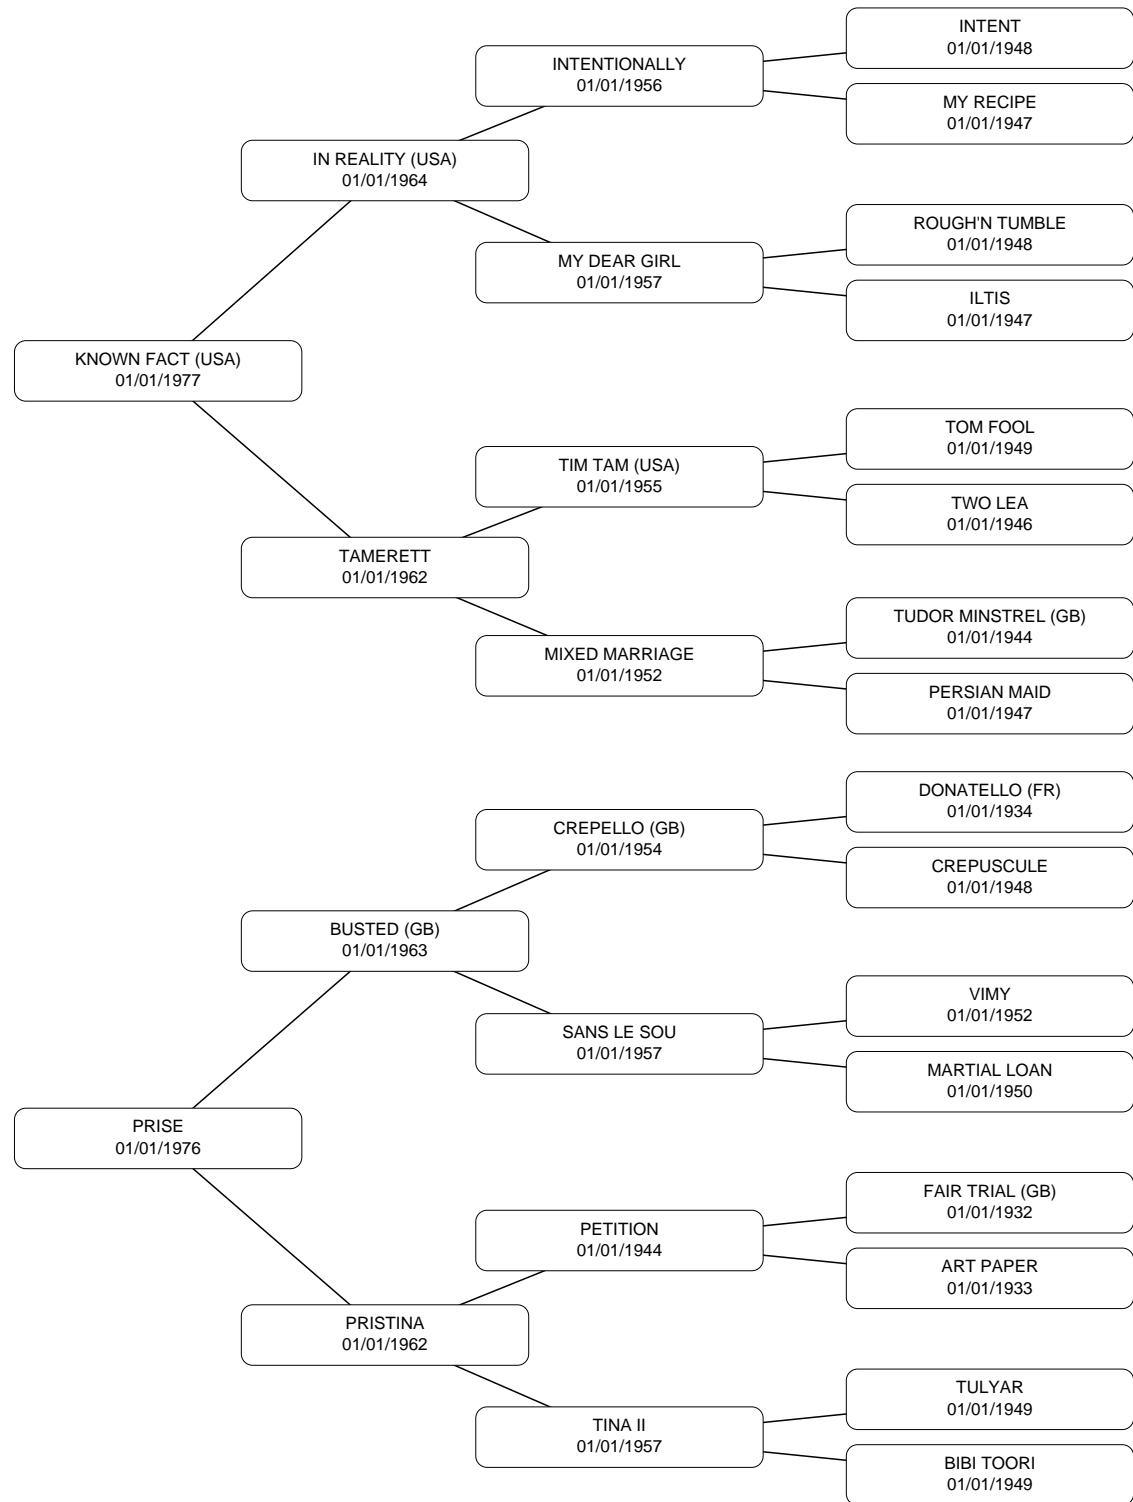 INTENT
01/01/1948
INTENTIONALLY
01/01/1956
MY RECIPE
01/01/1947
IN REALITY (USA)
01/01/1964
ROUGH'N TUMBLE
01/01/1948
MY DEAR GIRL
01/01/1957
ILTIS
01/01/1947
KNOWN FACT (USA)
01/01/1977
TOM FOOL
01/01/1949
TIM TAM (USA)
01/01/1955
TWO LEA
01/01/1946
TAMERETT
01/01/1962
TUDOR MINSTREL (GB)
01/01/1944
MIXED MARRIAGE
01/01/1952
PERSIAN MAID
01/01/1947
DONATELLO (FR)
01/01/1934
CREPELLO (GB)
01/01/1954
CREPUSCULE
01/01/1948
BUSTED (GB)
01/01/1963
VIMY
01/01/1952
SANS LE SOU
01/01/1957
MARTIAL LOAN
01/01/1950
PRISE
01/01/1976
FAIR TRIAL (GB)
01/01/1932
PETITION
01/01/1944
ART PAPER
01/01/1933
PRISTINA
01/01/1962
TULYAR
01/01/1949
TINA II
01/01/1957
BIBI TOORI
01/01/1949